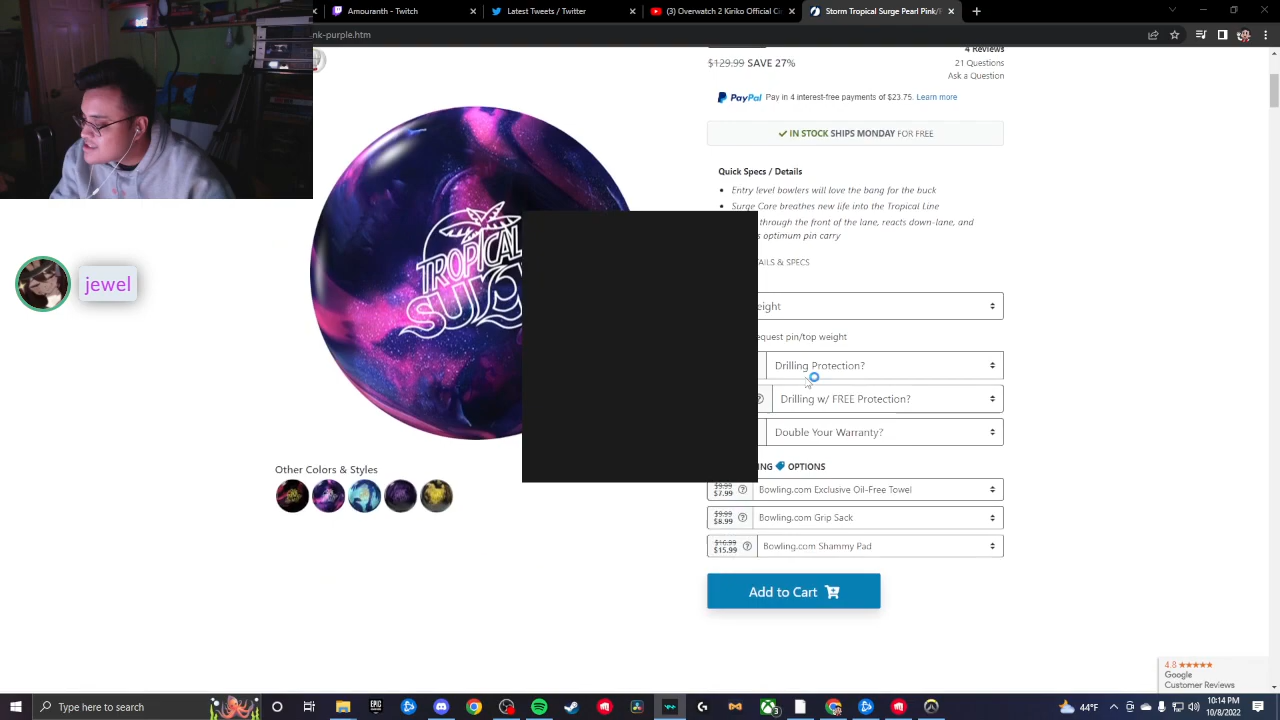 Amouranth - Twitch
Latest Tweets / Twitter
(3) Overwatch 2 Kiriko Official C
Storm Tropical Surge Pearl Pink/
nk-purple.htm
4 Reviews
$129.99 SAVE 27%
21 Questions
Ask a Question
PayPal Pay in 4 interest-free payments of $23.75. Learn more
IN STOCK SHIPS MONDAY FOR FREE
Quick Specs / Details
Entry level bowlers will love the bang for the buck
Surge Core breathes new life into the Tropical Line
through the front of the lane, reacts down-lane, and
optimum pin carry
AILS & SPECS
TROPICAL
jewel
eight
equest pin/top weight
Drilling Protection?
Drilling w/ FREE Protection?
Double Your Warranty?
Other Colors & Styles
NG OPTIONS
$9.99
$7.99
Bowling.com Exclusive Oil-Free Towel
$9.99
$8.99
Bowling.com Grip Sack
$15.99
Bowling.com Shammy Pad
Add to Cart
4.8 ★★★★★
Google
Customer Reviews
Type here to search
44°F
10:14 PM
10/8/2022